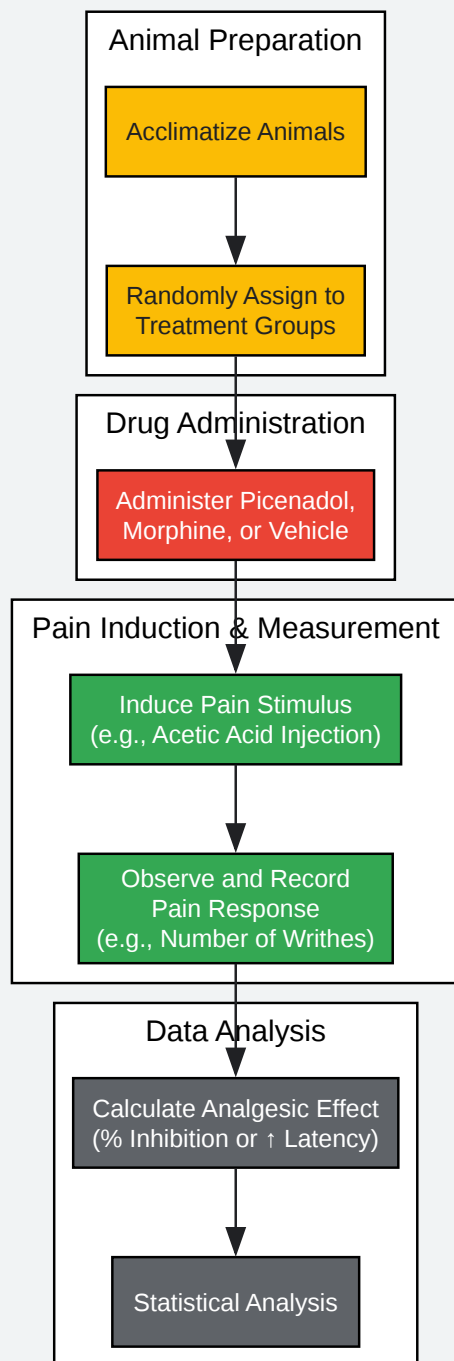 Animal Preparation
Acclimatize Animals
Randomly Assign to
Treatment Groups
Drug Administration
Administer Picenadol,
Morphine, or Vehicle
Pain Induction & Measurement
Induce Pain Stimulus
(e.g., Acetic Acid Injection)
Observe and Record
Pain Response
(e.g., Number of Writhes)
Data Analysis
Calculate Analgesic Effect
(% Inhibition or ↑ Latency)
Statistical Analysis